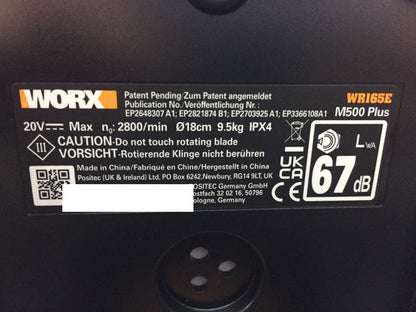 WORX
Patent Pending Zum Patent angemeldet
Publication No. Veröffentlichung Nr. :
EP2648307 A1; EP2821874 B1; EP2703925 A1; EP3366108A1
WR165E
M500 Plus
20V Max n₀: 2800/min Ø18cm 9.5kg IPX4
CAUTION-Do not touch rotating blade
VORSICHT-Rotierende Klinge nicht berühren
Made in China/Fabriqué en Chine/Hergestellt in China
Positec (UK & Ireland) Ltd, PO Box 6242,Newbury, RG14 9LT, UK
POSITEC Germany GmbH
Postfach 32 02 16, 50796
Cologne, Germany
UK CA
CE
LWA
67 dB